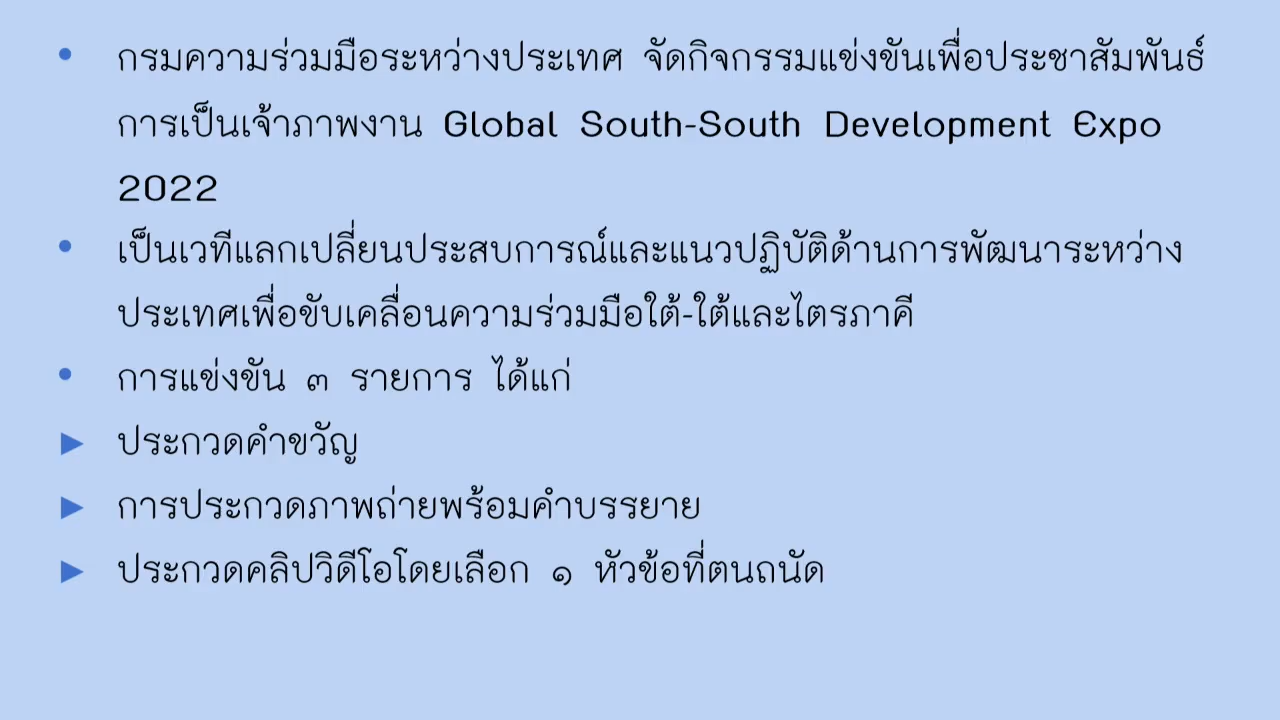 • กรมความร่วมมือระหว่างประเทศ จัดกิจกรรมแข่งขันเพื่อประชาสัมพันธ์
การเป็นเจ้าภาพงาน Global South-South Development Expo
2022
• เป็นเวทีแลกเปลี่ยนประสบการณ์และแนวปฏิบัติด้านการพัฒนาระหว่าง
ประเทศเพื่อขับเคลื่อนความร่วมมือใต้-ใต้และไตรภาคี
• การแข่งขัน ๓ รายการ ได้แก่
► ประกวดคำขวัญ
► การประกวดภาพถ่ายพร้อมคำบรรยาย
► ประกวดคลิปวิดีโอโดยเลือก ๑ หัวข้อที่ตนถนัด